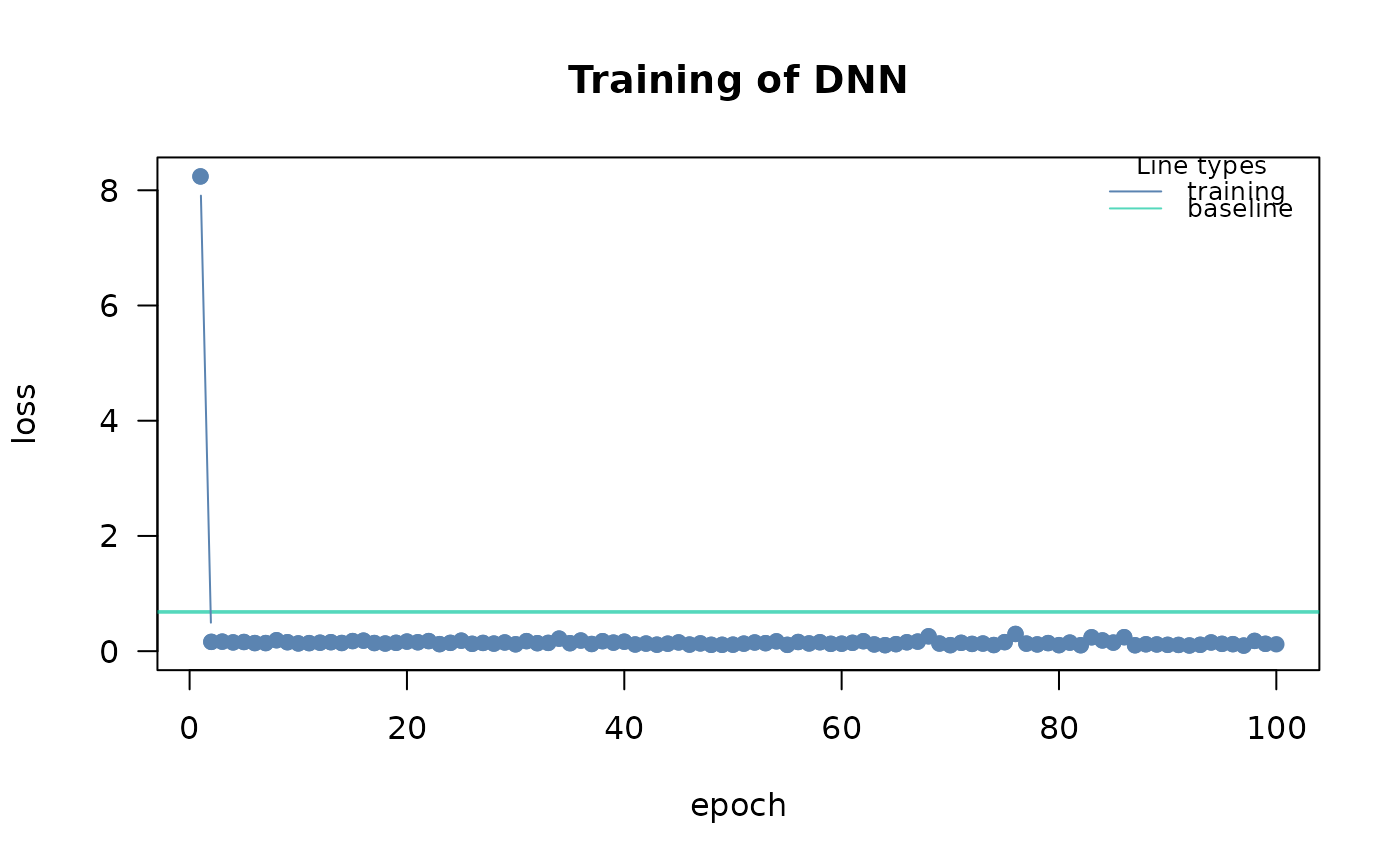 Training of DNN
Line types
training
baseline
8
6
4
2
0
loss
0 20 40 60 80 100
epoch